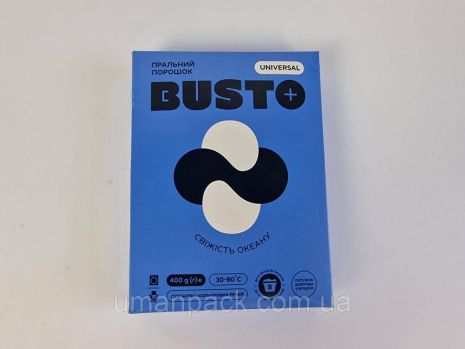 ПРАЛЬНИЙ
ПОРОШОК
UNIVERSAL
BUSTO
СВІЖІСТЬ ОКЕАНУ
400 g (г) e
30-90°C
umanpack.com.ua